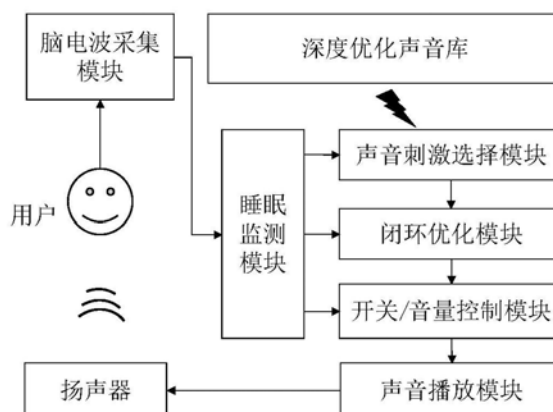 脑电波采集
模块
深度优化声音库
声音刺激选择模块
用户
睡眠
监测
模块
闭环优化模块
开关/音量控制模块
扬声器
声音播放模块